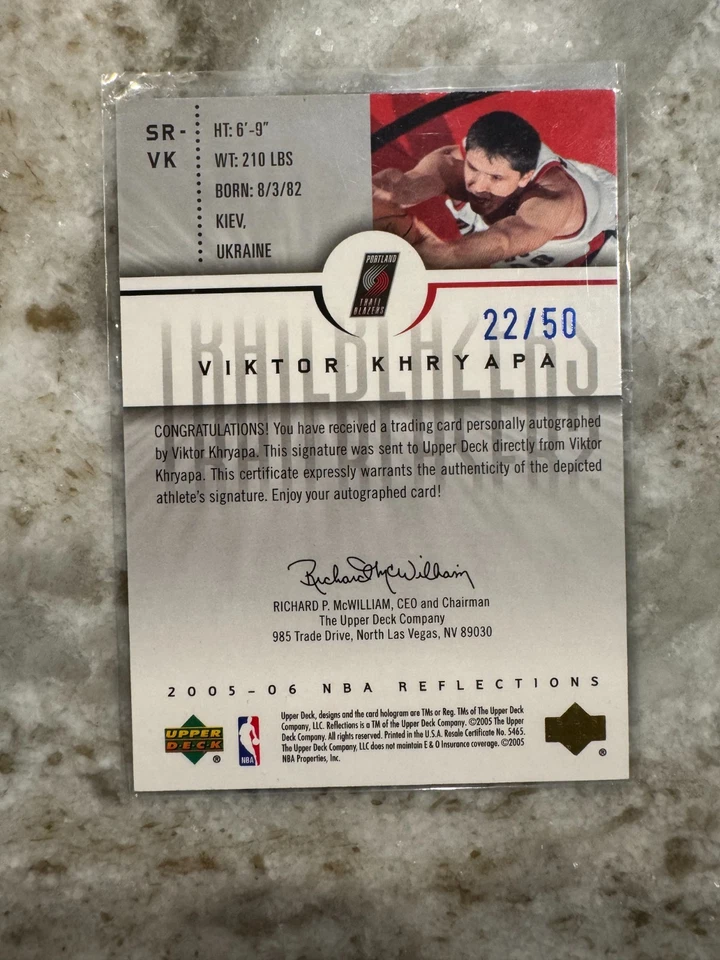 SR-
VK
HT: 6'-9"
WT: 210 LBS
BORN: 8/3/82
KIEV,
UKRAINE
PORTLAND
TRAIL
BLAZERS
22/50
TRAILBLAZERS
VIKTOR KHRYAPA
CONGRATULATIONS! You have received a trading card personally autographed
by Viktor Khryapa. This signature was sent to Upper Deck directly from Viktor
Khryapa. This certificate expressly warrants the authenticity of the depicted
athlete's signature. Enjoy your autographed card!
Richard McWilliam
RICHARD P. McWILLIAM, CEO and Chairman
The Upper Deck Company
985 Trade Drive, North Las Vegas, NV 89030
2005-06 NBA REFLECTIONS
UPPER
DECK
®
NBA
Upper Deck, designs and the card hologram are TMs or Reg. TMs of The Upper Deck
Company, LLC. Reflections is a TM of the Upper Deck Company. ©2005 The Upper
Deck Company. All rights reserved. Printed in the U.S.A. Resale Certificate No. 5465.
The Upper Deck Company, LLC does not maintain E & O Insurance coverage. ©2005
NBA Properties, Inc.
®